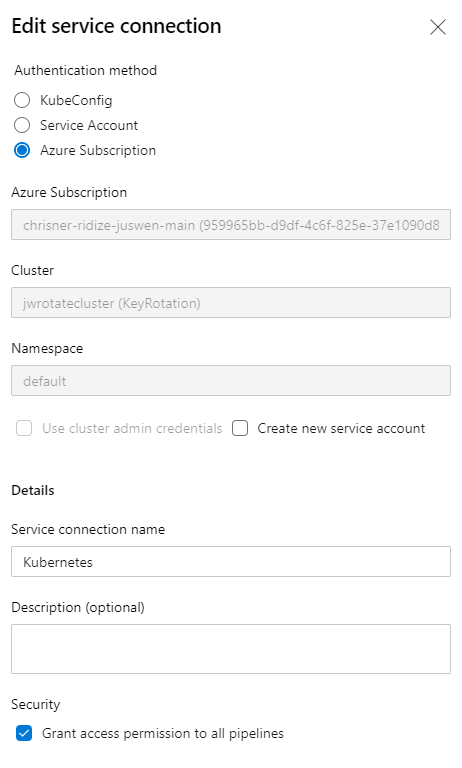 Edit service connection
Authentication method
KubeConfig
Service Account
Azure Subscription
Azure Subscription
chrisner-ridize-juswen-main (959965bb-d9df-4c6f-825e-37e1090d8
Cluster
jwrotatecluster (KeyRotation)
Namespace
default
Use cluster admin credentials Create new service account
Details
Service connection name
Kubernetes
Description (optional)
Security
Grant access permission to all pipelines